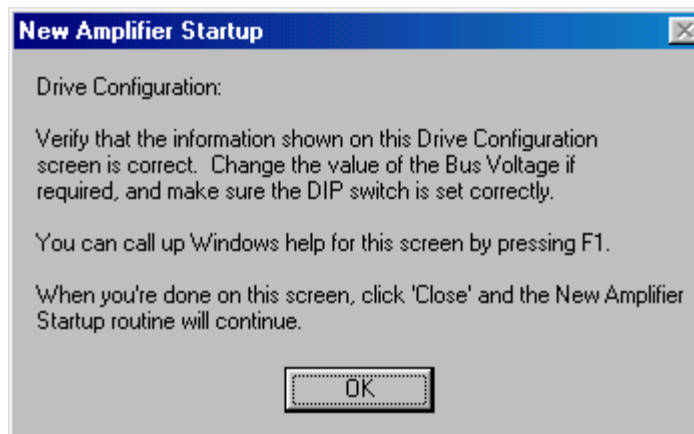 New Amplifier Startup
Drive Configuration:
Verify that the information shown on this Drive Configuration
screen is correct.  Change the value of the Bus Voltage if
required, and make sure the DIP switch is set correctly.
You can call up Windows help for this screen by pressing F1.
When you're done on this screen, click 'Close' and the New Amplifier
Startup routine will continue.
OK